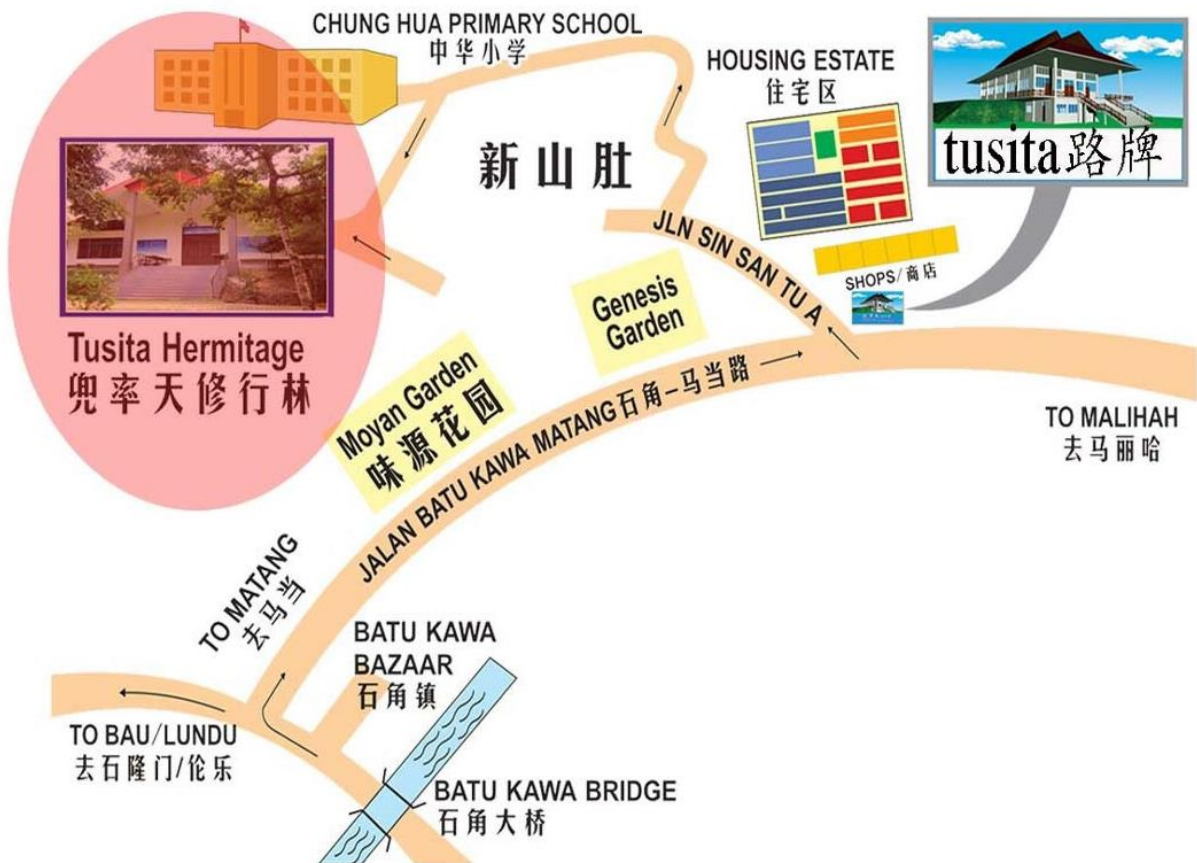 CHUNG HUA PRIMARY SCHOOL
中华小学
HOUSING ESTATE
住宅区
tusita路牌
新山肚
JLN SIN SAN TU A
SHOPS/商店
Genesis
Garden
Tusita Hermitage
兜率天修行林
Moyan Garden
味源花园
JALAN BATU KAWA MATANG石角-马当路
TO MALIHAH
去马丽哈
TO MATANG
去马当
BATU KAWA
BAZAAR
石角镇
TO BAU/LUNDU
去石隆门/伦乐
BATU KAWA BRIDGE
石角大桥